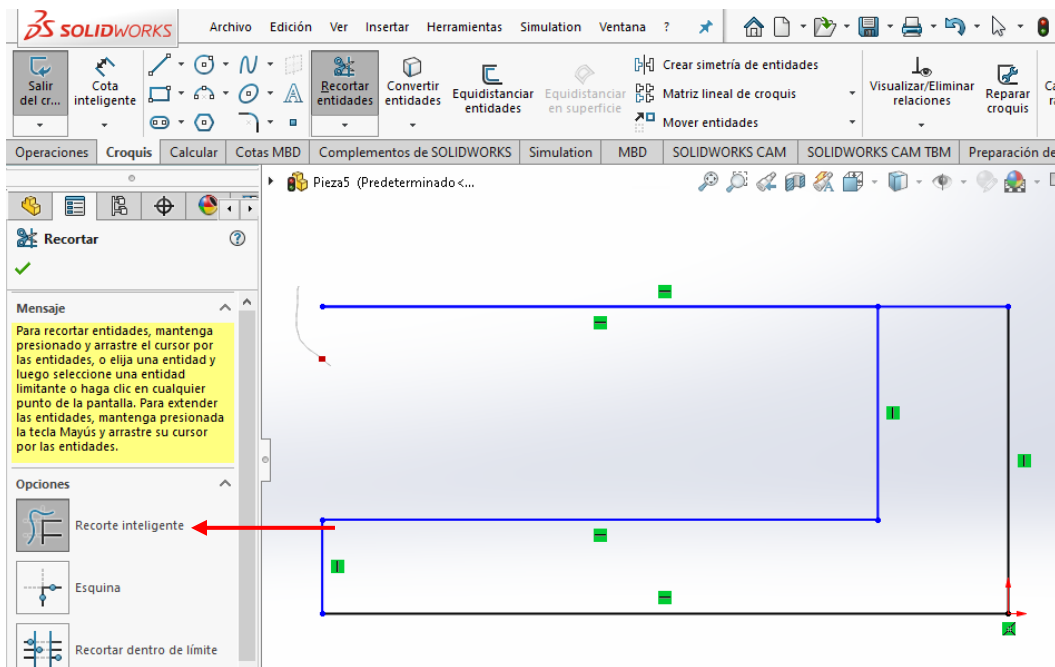 SOLIDWORKS Archivo Edición Ver Insertar Herramientas Simulation Ventana ?
Salir
del cr...
Cota
inteligente
Recortar
entidades
Convertir
entidades
Equidistanciar
entidades
Equidistanciar
en superficie
Crear simetría de entidades
Matriz lineal de croquis
Mover entidades
Visualizar/Eliminar
relaciones
Reparar
croquis
Operaciones Croquis Calcular Cotas MBD Complementos de SOLIDWORKS Simulation MBD SOLIDWORKS CAM SOLIDWORKS CAM TBM Preparación de
Pieza5 (Predeterminado<...
Recortar
Mensaje
Para recortar entidades, mantenga
presionado y arrastre el cursor por
las entidades, o elija una entidad y
luego seleccione una entidad
limitante o haga clic en cualquier
punto de la pantalla. Para extender
las entidades, mantenga presionada
la tecla Mayús y arrastre su cursor
por las entidades.
Opciones
Recorte inteligente
Esquina
Recortar dentro de límite